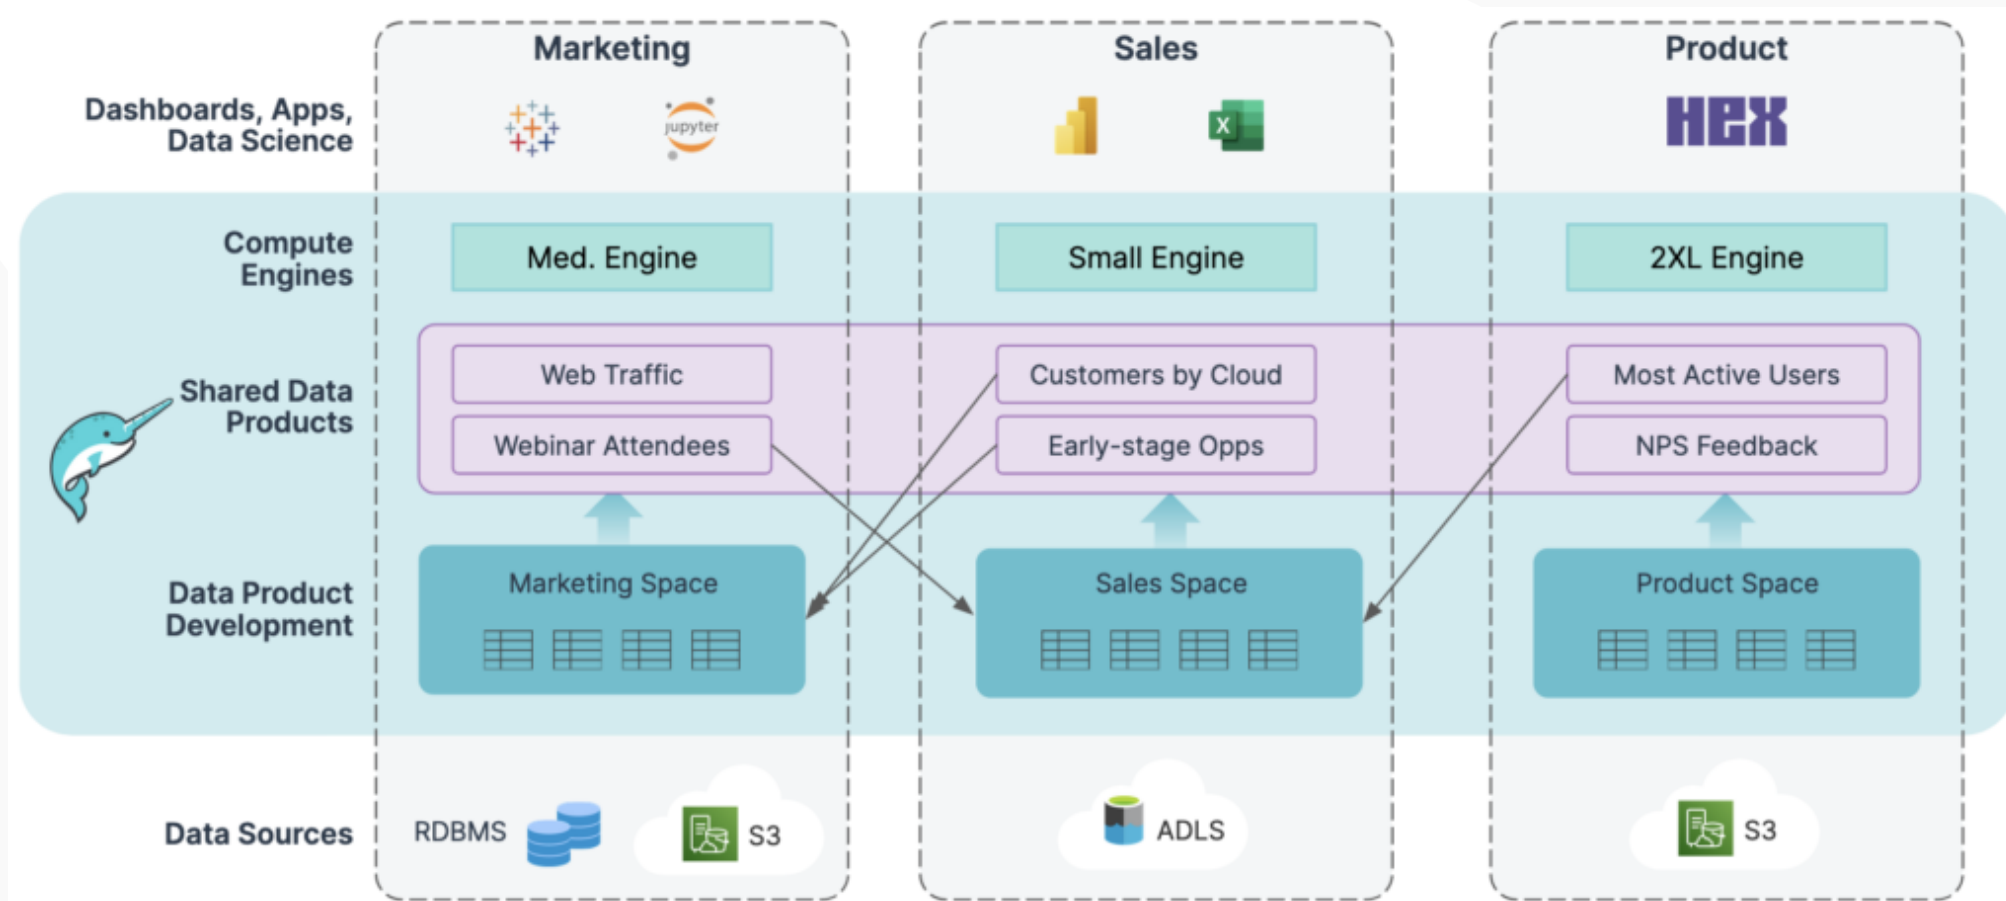 Marketing
Sales
Product
Dashboards, Apps,
Data Science
jupyter
X
HEX
Compute
Engines
Med. Engine
Small Engine
2XL Engine
Shared Data
Products
Web Traffic
Customers by Cloud
Most Active Users
Webinar Attendees
Early-stage Opps
NPS Feedback
Data Product
Development
Marketing Space
Sales Space
Product Space
Data Sources
RDBMS
S3
ADLS
S3